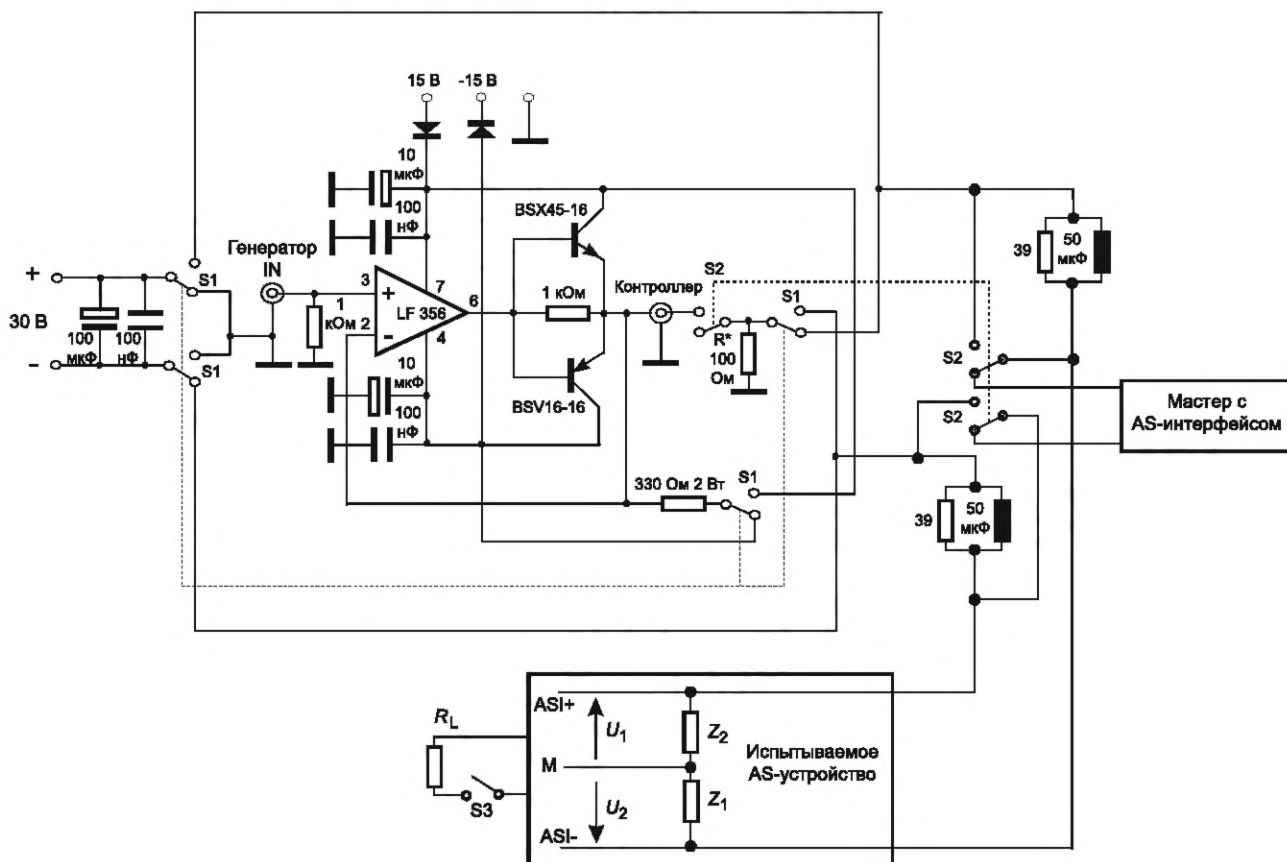 15 В
-15 В
10
мкФ
100
нФ
BSX45-16
Генератор
IN
+
30 В
−
100
мкФ
100
нФ
S1
S1
1
кОм
3
+
2
−
LF 356
7
4
6
1 кОм
Контроллер
S2
S1
R*
100
Ом
10
мкФ
100
нФ
BSV16-16
330 Ом 2 Вт
S1
39
50
мкФ
S2
S2
Мастер с
AS-интерфейсом
39
50
мкФ
ASI+
RL
U1
Z2
M
Испытываемое
AS-устройство
S3
U2
Z1
ASI-